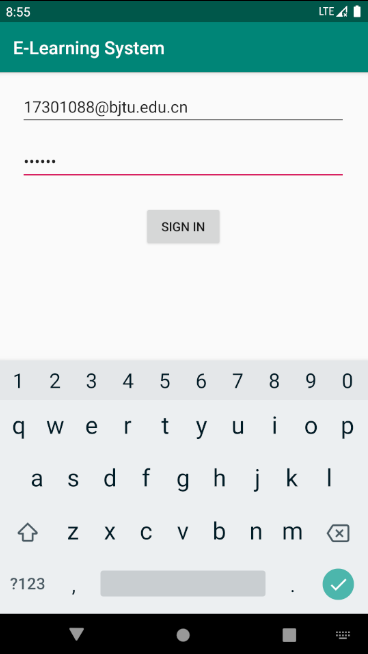 8:55 LTE
E-Learning System
17301088@bjtu.edu.cn
••••••
SIGN IN
1 2 3 4 5 6 7 8 9 0
q w e r t y u i o p
a s d f g h j k l
z x c v b n m
?123 , .